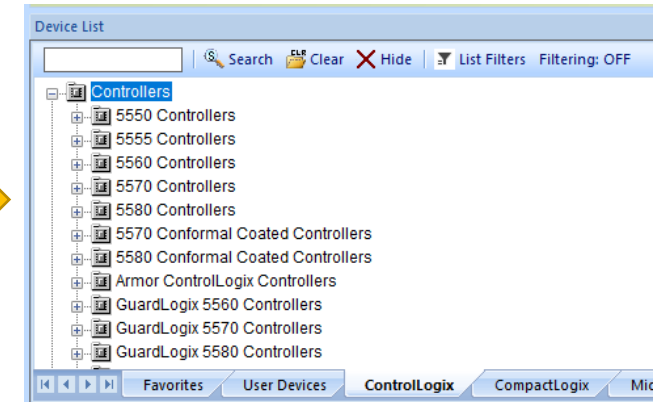 Device List
Search CLR Clear Hide List Filters Filtering: OFF
Controllers
5550 Controllers
5555 Controllers
5560 Controllers
5570 Controllers
5580 Controllers
5570 Conformal Coated Controllers
5580 Conformal Coated Controllers
Armor ControlLogix Controllers
GuardLogix 5560 Controllers
GuardLogix 5570 Controllers
GuardLogix 5580 Controllers
Favorites User Devices ControlLogix CompactLogix